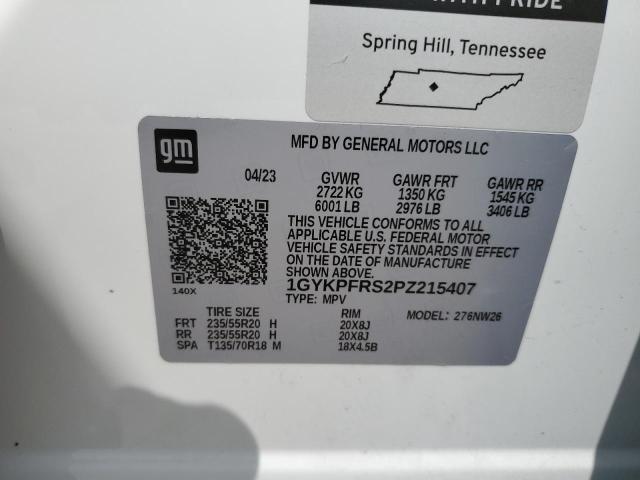 PRIDE
Spring Hill, Tennessee
gm
MFD BY GENERAL MOTORS LLC
04/23 GVWR GAWR FRT GAWR RR
2722 KG 1350 KG 1545 KG
6001 LB 2976 LB 3406 LB
THIS VEHICLE CONFORMS TO ALL
APPLICABLE U.S. FEDERAL MOTOR
VEHICLE SAFETY STANDARDS IN EFFECT
ON THE DATE OF MANUFACTURE
SHOWN ABOVE.
140X
1GYKPFRS2PZ215407
TYPE: MPV
TIRE SIZE RIM MODEL: 276NW26
FRT 235/55R20 H 20X8J
RR 235/55R20 H 20X8J
SPA T135/70R18 M 18X4.5B